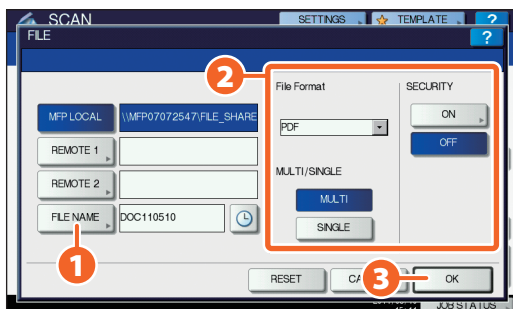 SCAN
SETTINGS
TEMPLATE
?
FILE
?
2
File Format
SECURITY
MFP LOCAL
\\MFP07072547\FILE_SHARE
PDF
ON
OFF
REMOTE 1
MULTI/SINGLE
REMOTE 2
MULTI
FILE NAME
DOC110510
SINGLE
1
3
RESET
OK
JOB STATUS